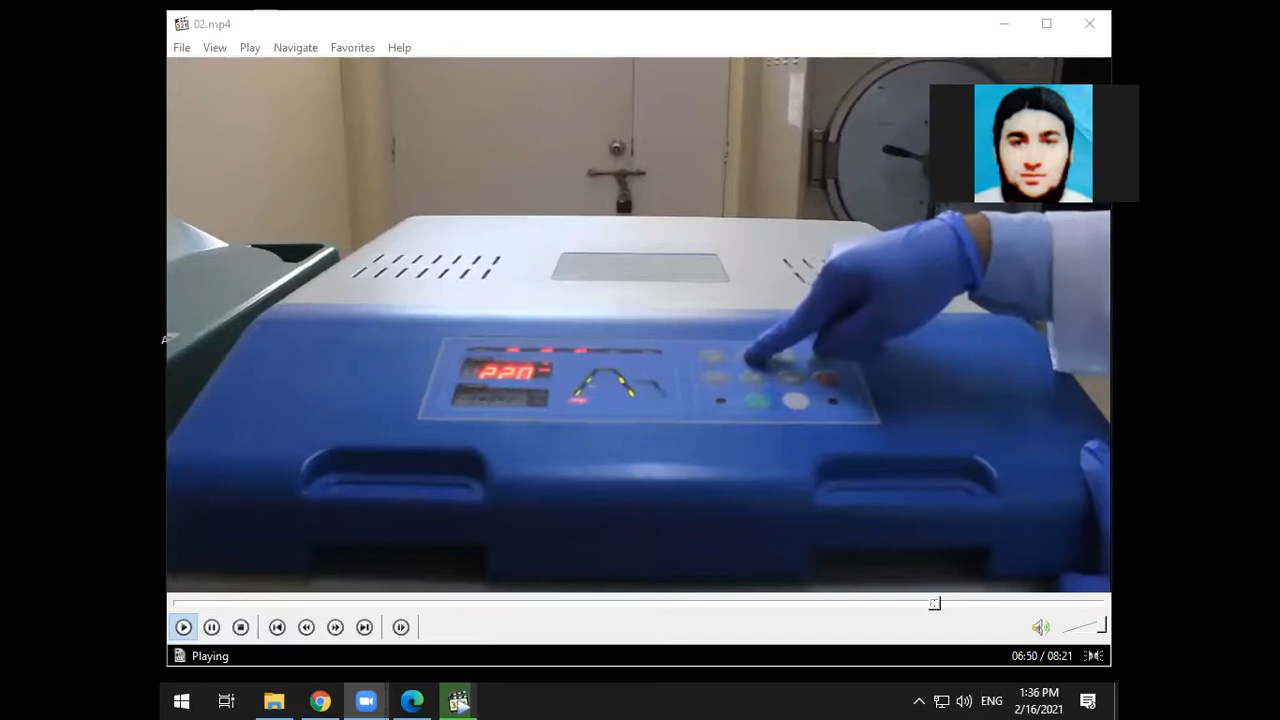 02.mp4
File View Play Navigate Favorites Help
220
Playing
06:50 / 08:21
ENG
1:36 PM
2/16/2021